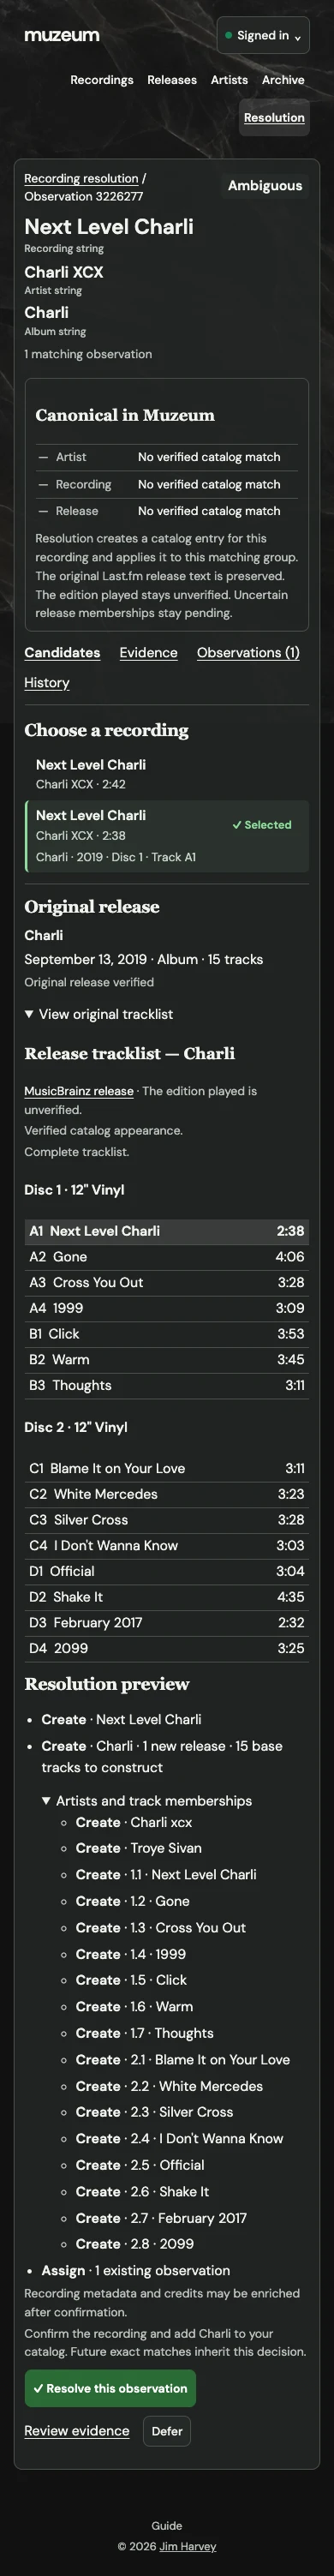 muzeum
Signed in
Recordings Releases Artists Archive
Resolution
Recording resolution /
Observation 3226277
Ambiguous
Next Level Charli
Recording string
Charli XCX
Artist string
Charli
Album string
1 matching observation
Canonical in Muzeum
— Artist No verified catalog match
— Recording No verified catalog match
— Release No verified catalog match
Resolution creates a catalog entry for this
recording and applies it to this matching group.
The original Last.fm release text is preserved.
The edition played stays unverified. Uncertain
release memberships stay pending.
Candidates Evidence Observations (1)
History
Choose a recording
Next Level Charli
Charli XCX · 2:42
Next Level Charli
Charli XCX · 2:38
✓ Selected
Charli · 2019 · Disc 1 · Track A1
Original release
Charli
September 13, 2019 · Album · 15 tracks
Original release verified
▼ View original tracklist
Release tracklist — Charli
MusicBrainz release · The edition played is
unverified.
Verified catalog appearance.
Complete tracklist.
Disc 1 · 12" Vinyl
A1 Next Level Charli 2:38
A2 Gone 4:06
A3 Cross You Out 3:28
A4 1999 3:09
B1 Click 3:53
B2 Warm 3:45
B3 Thoughts 3:11
Disc 2 · 12" Vinyl
C1 Blame It on Your Love 3:11
C2 White Mercedes 3:23
C3 Silver Cross 3:28
C4 I Don't Wanna Know 3:03
D1 Official 3:04
D2 Shake It 4:35
D3 February 2017 2:32
D4 2099 3:25
Resolution preview
• Create · Next Level Charli
• Create · Charli · 1 new release · 15 base
tracks to construct
▼ Artists and track memberships
◦ Create · Charli xcx
◦ Create · Troye Sivan
◦ Create · 1.1 · Next Level Charli
◦ Create · 1.2 · Gone
◦ Create · 1.3 · Cross You Out
◦ Create · 1.4 · 1999
◦ Create · 1.5 · Click
◦ Create · 1.6 · Warm
◦ Create · 1.7 · Thoughts
◦ Create · 2.1 · Blame It on Your Love
◦ Create · 2.2 · White Mercedes
◦ Create · 2.3 · Silver Cross
◦ Create · 2.4 · I Don't Wanna Know
◦ Create · 2.5 · Official
◦ Create · 2.6 · Shake It
◦ Create · 2.7 · February 2017
◦ Create · 2.8 · 2099
• Assign · 1 existing observation
Recording metadata and credits may be enriched
after confirmation.
Confirm the recording and add Charli to your
catalog. Future exact matches inherit this decision.
✓ Resolve this observation
Review evidence Defer
Guide
© 2026 Jim Harvey